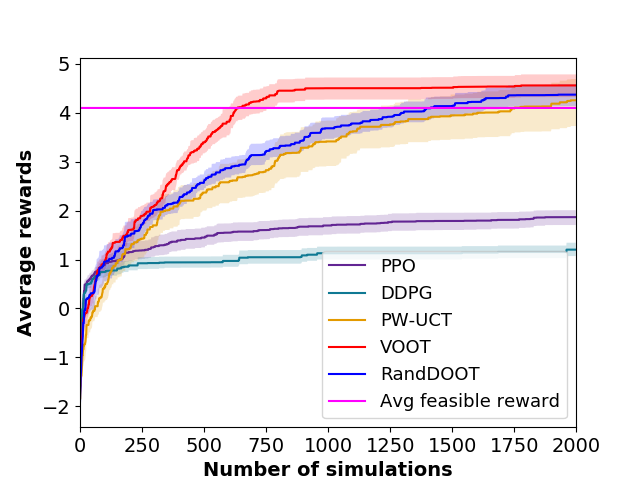 5
4
3
2
1
0
−1
−2
Average rewards
PPO
DDPG
PW-UCT
VOOT
RandDOOT
Avg feasible reward
0 250 500 750 1000 1250 1500 1750 2000
Number of simulations